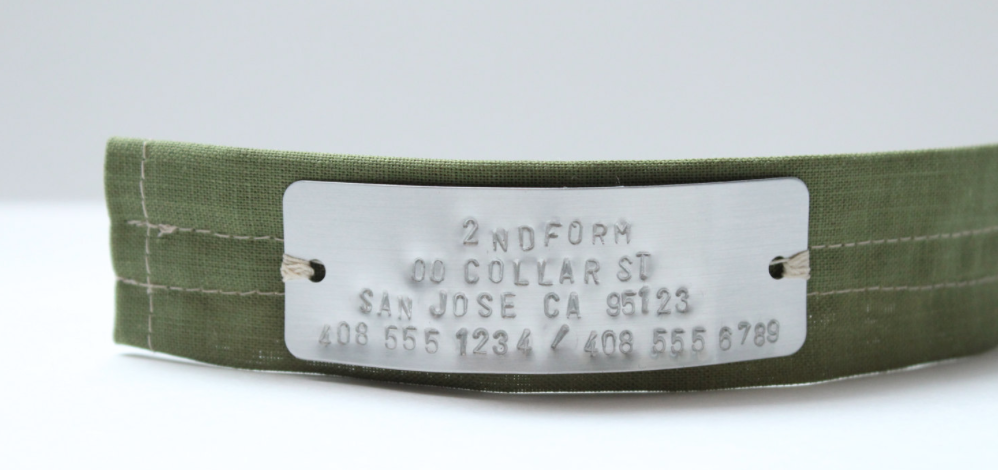 2NDFORM
00 COLLAR ST
SAN JOSE CA 95123
408 555 1234 / 408 555 6789